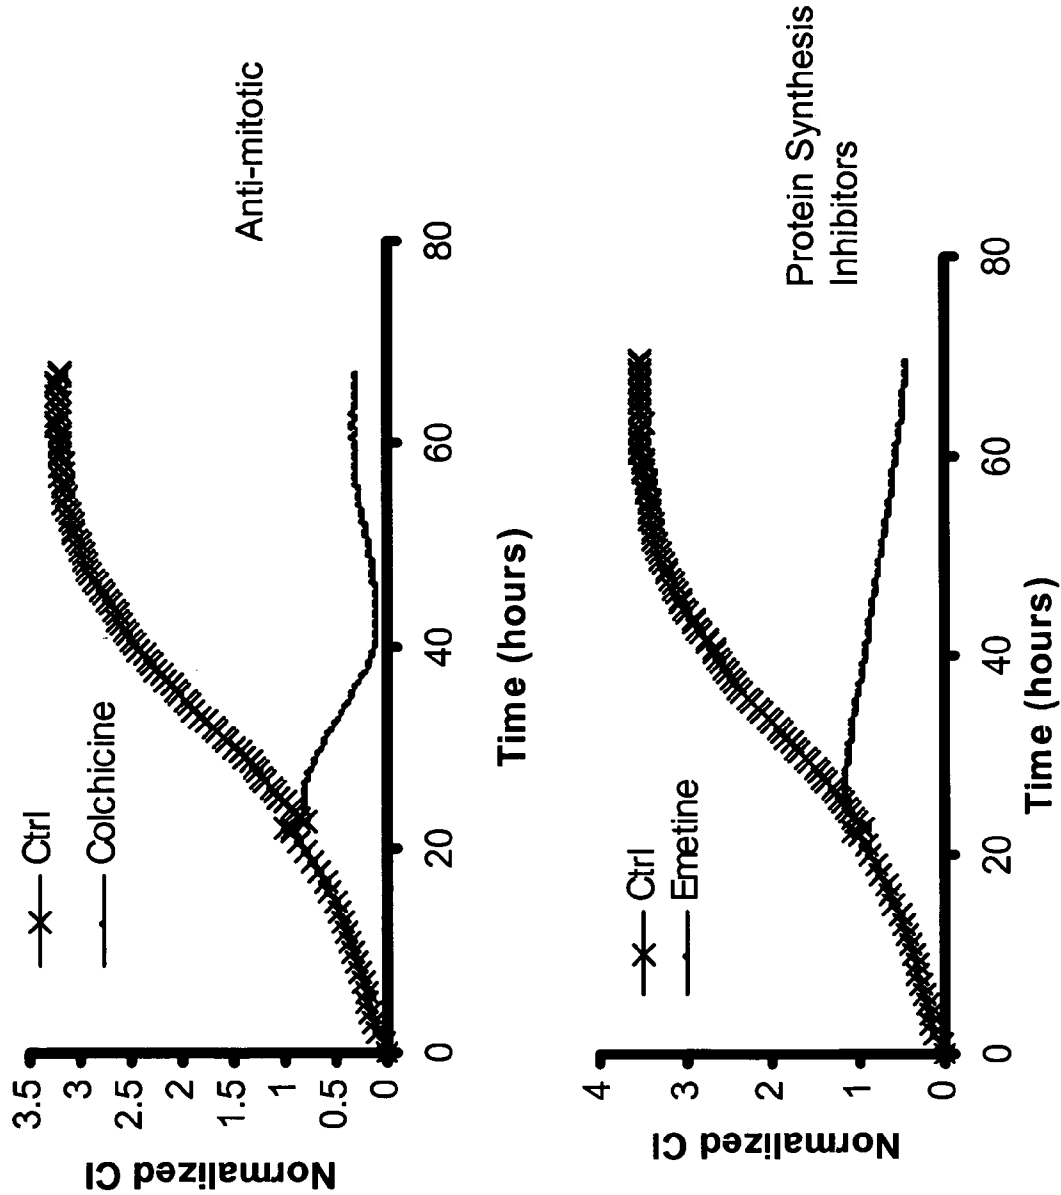 Ctrl
Colchicine
Anti-mitotic
Normalized CI
3.5
3
2.5
2
1.5
1
0.5
0
0
20
40
60
80
Time (hours)
Ctrl
Emetine
Protein Synthesis
Inhibitors
Normalized CI
4
3
2
1
0
0
20
40
60
80
Time (hours)